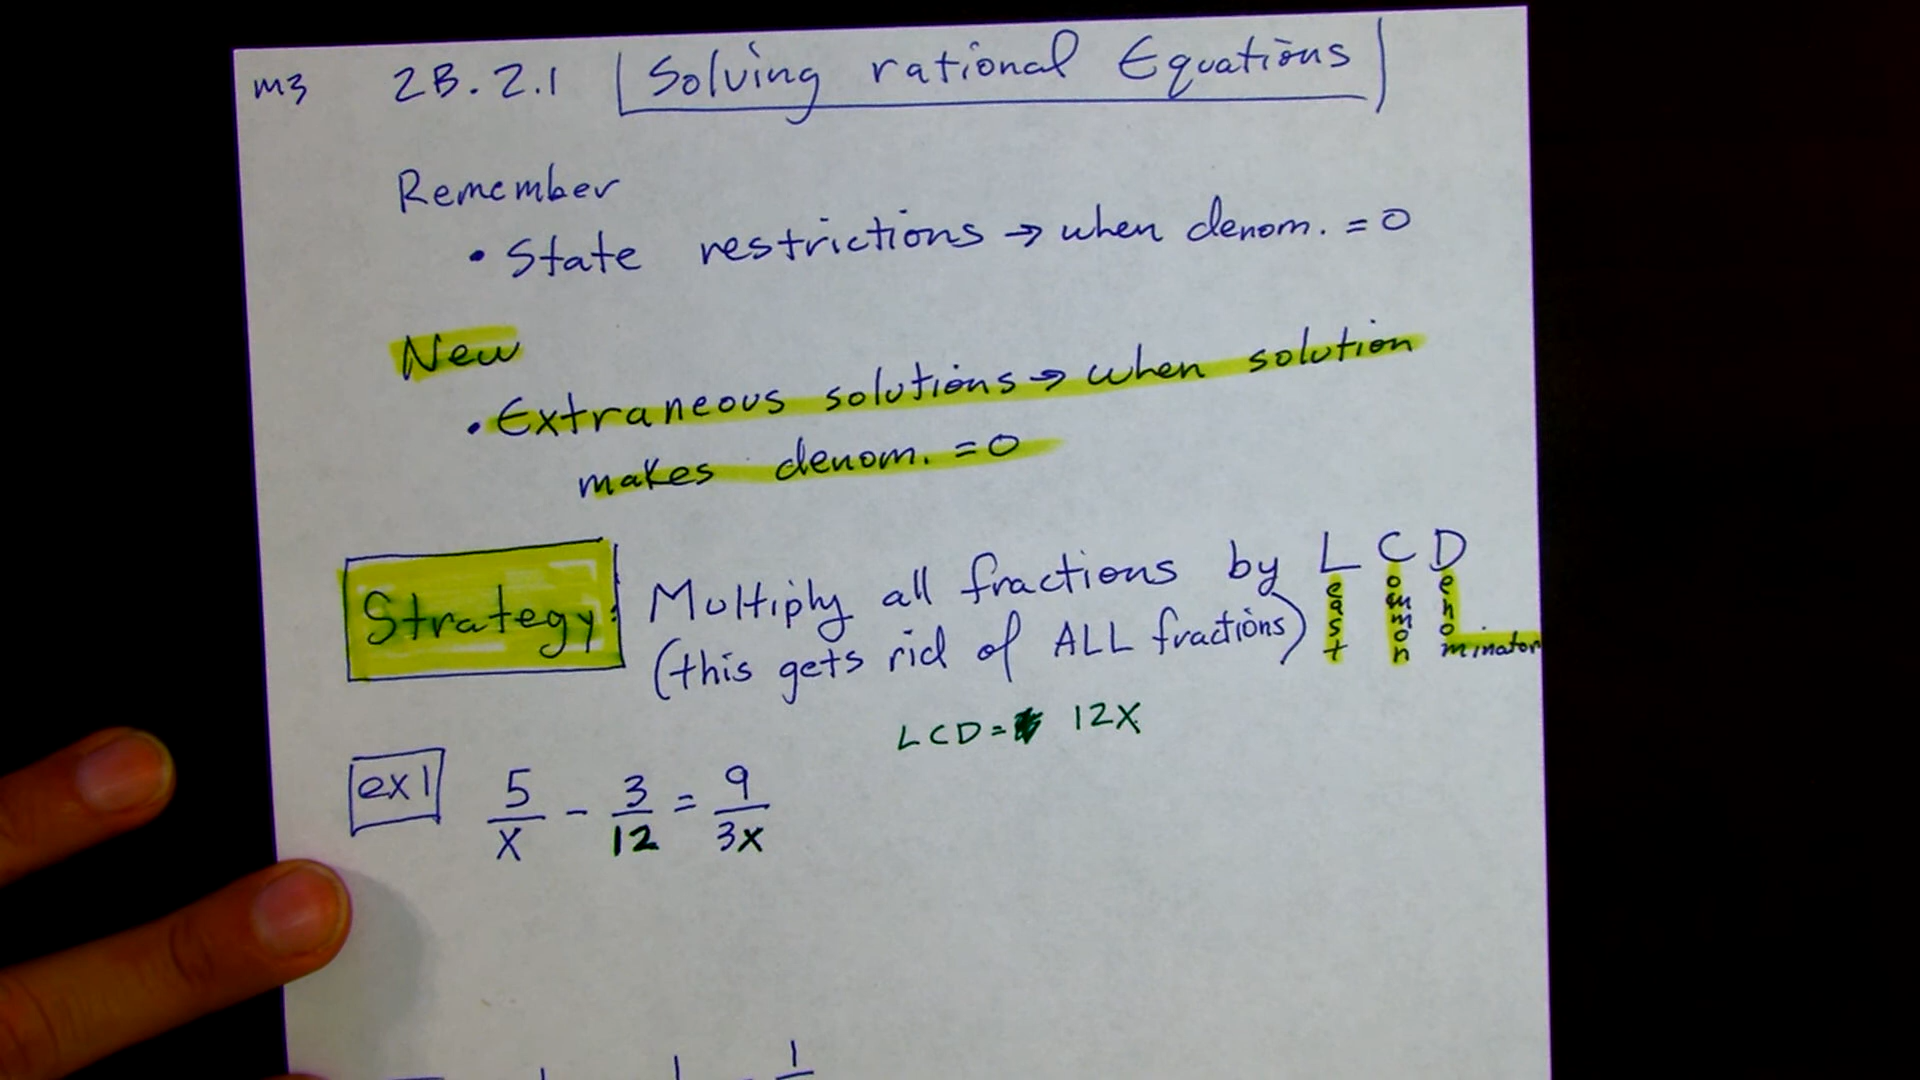 m3 2B.2.1 Solving rational Equations
Remember
• State restrictions → when denom. = 0
New
• Extraneous solutions → when solution
makes denom. = 0
Strategy: Multiply all fractions by LCD
(this gets rid of ALL fractions)
Least Common Denominator
LCD = 12x
ex1 5/x - 3/12 = 9/3x
1